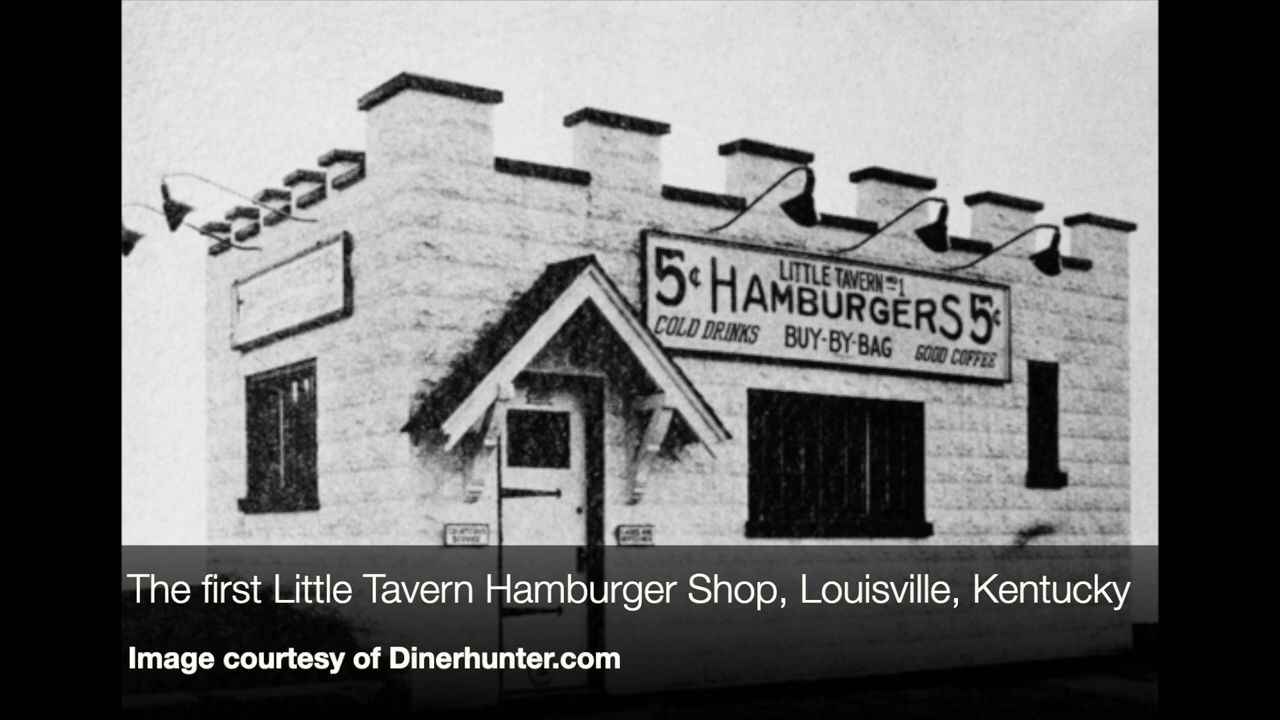 LITTLE TAVERN NO 1
5¢ HAMBURGERS 5¢
COLD DRINKS BUY-BY-BAG GOOD COFFEE
SERVICE
The first Little Tavern Hamburger Shop, Louisville, Kentucky
Image courtesy of Dinerhunter.com